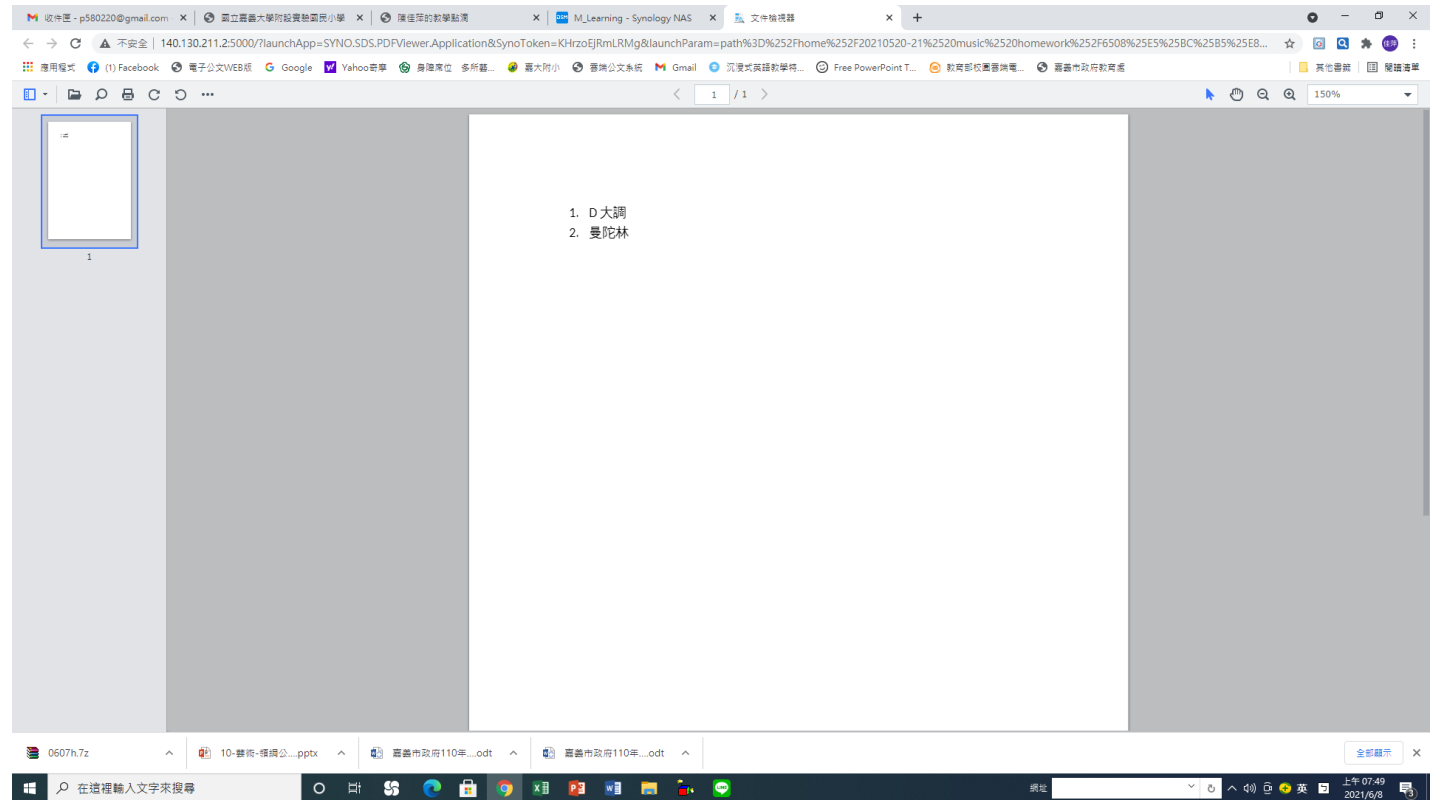 收件匣 - p580220@gmail.com
國立嘉義大學附設實驗國民小學
陳佳萍的教學點滴
M_Learning - Synology NAS
文件檢視器
不安全 140.130.211.2:5000/?launchApp=SYNO.SDS.PDFViewer.Application&SynoToken=KHrzoEjRmLRMg&launchParam=path%3D%252Fhome%252F20210520-21%2520music%2520homework%252F6508%25E5%25BC%25B5%25E8...
應用程式 (1) Facebook 電子公文WEB版 G Google Yahoo奇摩 身障席位 多所署... 嘉大附小 雲端公文系統 Gmail 沉浸式英語教學特... Free PowerPoint T... 教育部校園雲端電... 嘉義市政府教育處 其他書籤 閱讀清單
1 / 1
150%
1
1. D 大調
2. 曼陀林
0607h.7z
10-藝術-領綱公....pptx
嘉義市政府110年....odt
嘉義市政府110年....odt
全部顯示
在這裡輸入文字來搜尋
網址
英
上午 07:49
2021/6/8
3